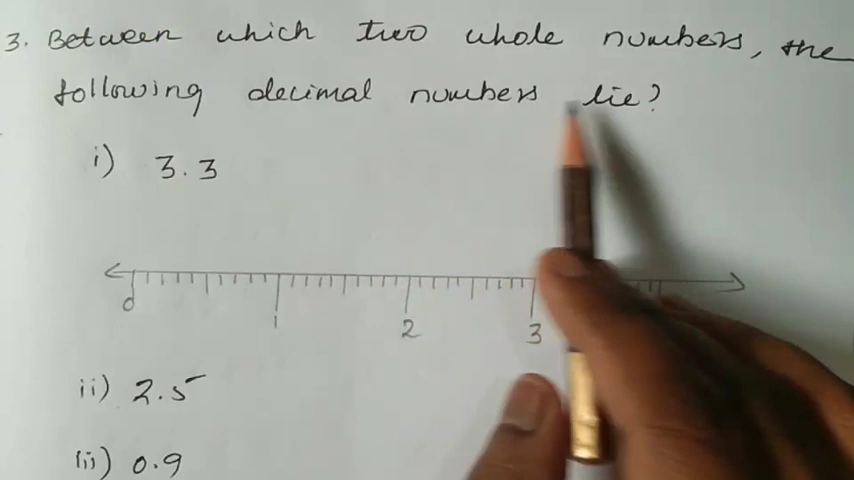 3. Between which two whole numbers, the
following decimal numbers lie?
i) 3.3
0 1 2 3
ii) 2.5
iii) 0.9